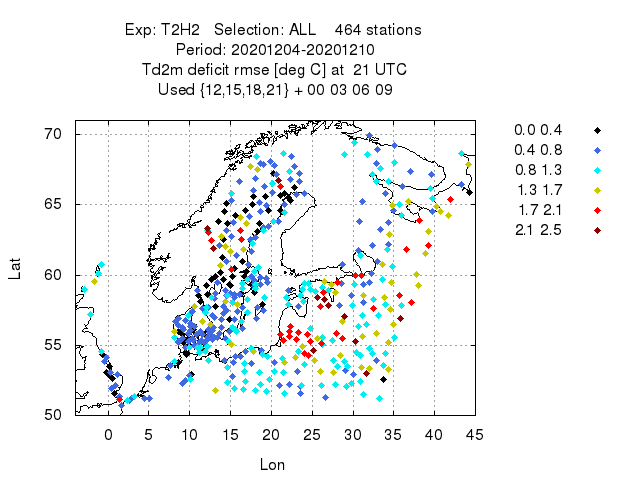 Exp: T2H2 Selection: ALL 464 stations
Period: 20201204-20201210
Td2m deficit rmse [deg C] at 21 UTC
Used {12,15,18,21} + 00 03 06 09
70
65
60
55
50
Lat
0 5 10 15 20 25 30 35 40 45
Lon
0.0 0.4
0.4 0.8
0.8 1.3
1.3 1.7
1.7 2.1
2.1 2.5